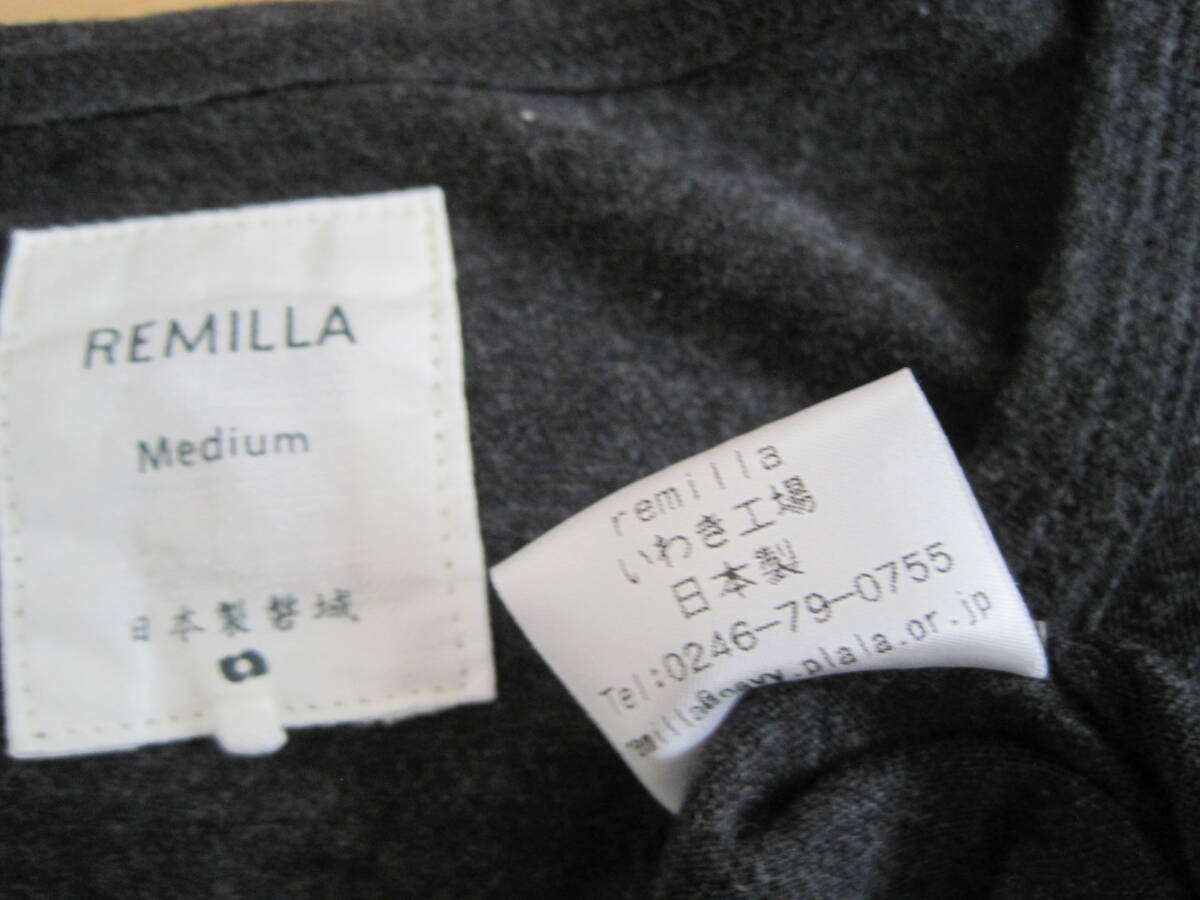 REMILLA
Medium
日本製磐城
remilla
いわき工場
日本製
Tel:0246-79-0755